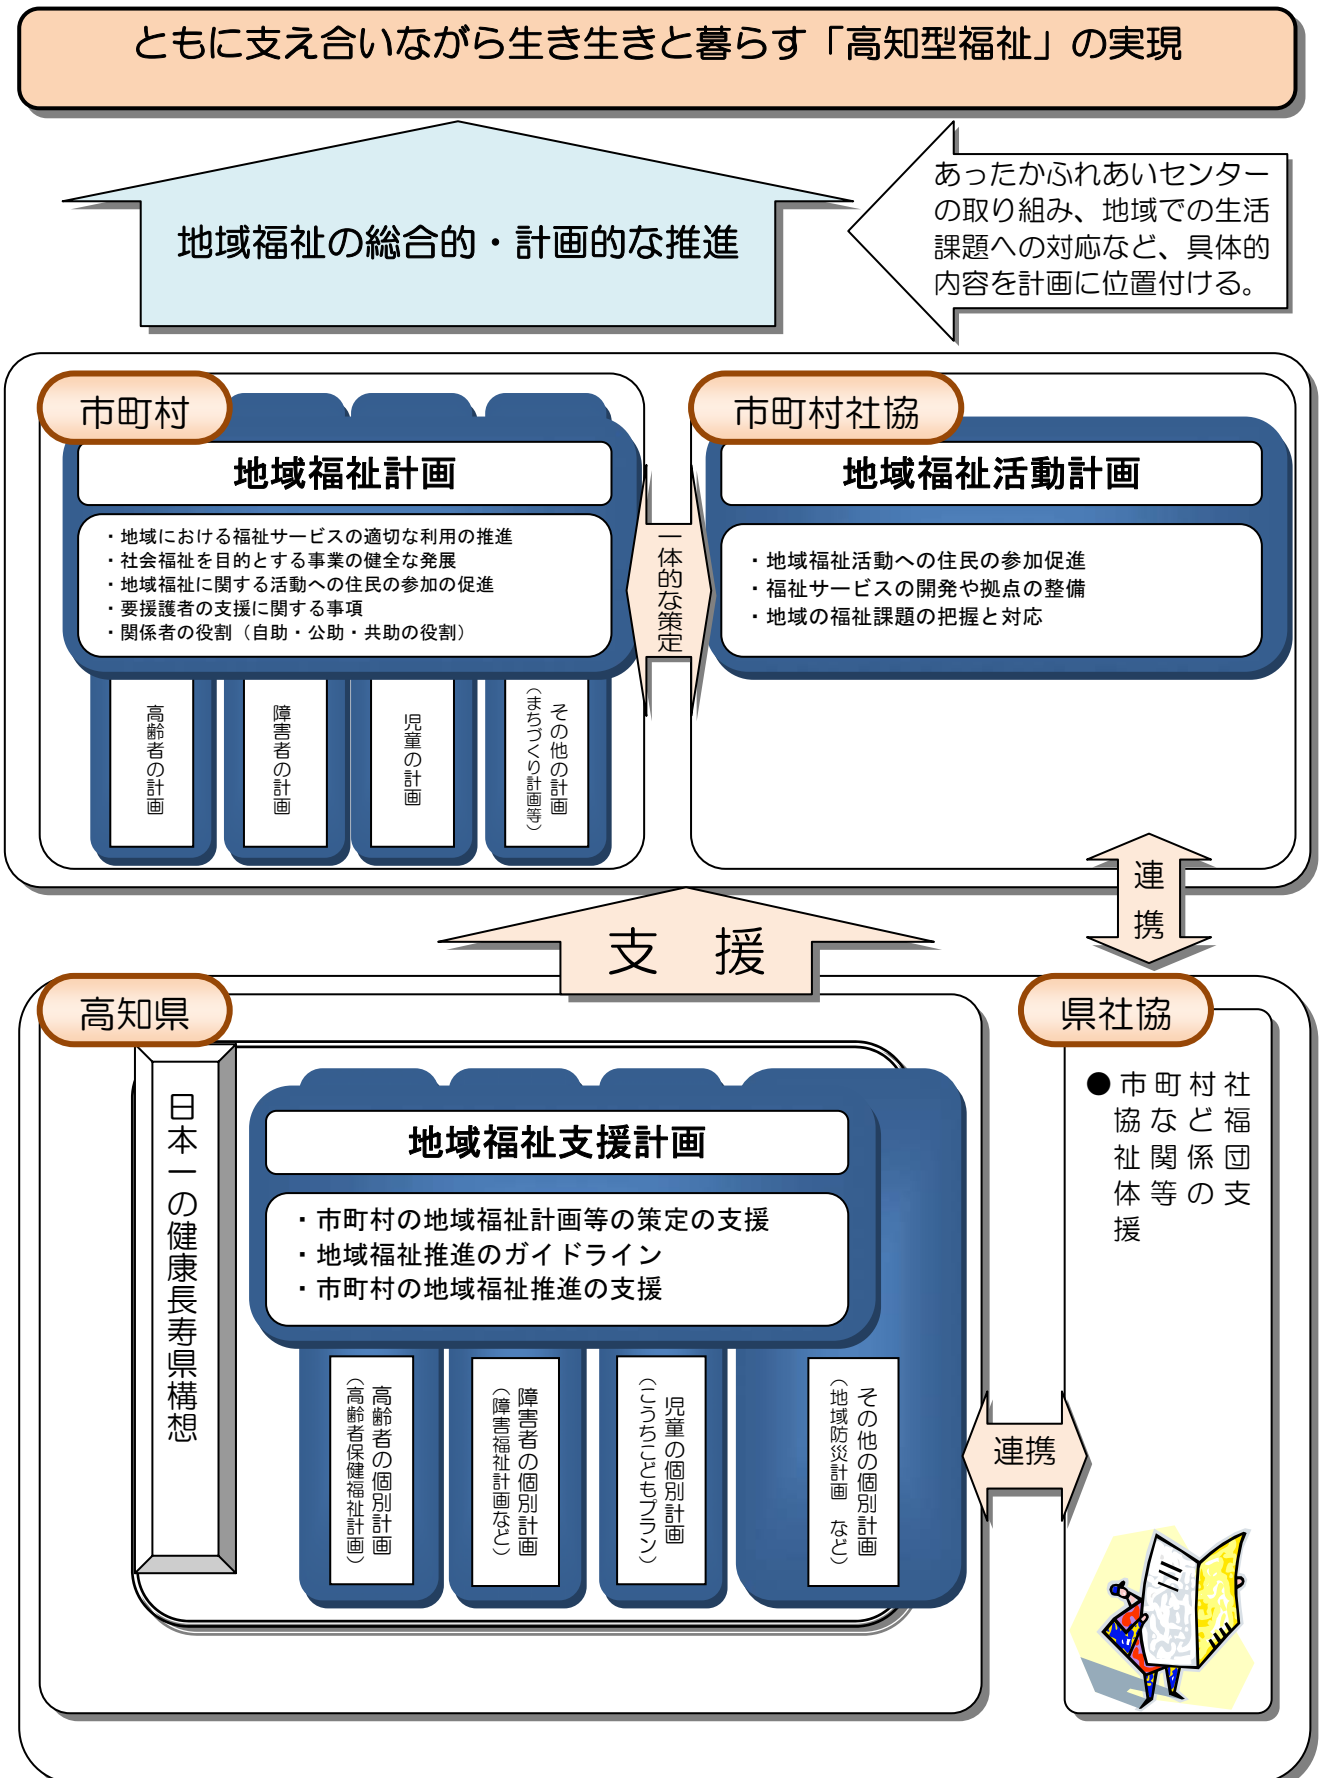 ともに支え合いながら生き生きと暮らす「高知型福祉」の実現
地域福祉の総合的・計画的な推進
あったかふれあいセンター
の取り組み、地域での生活
課題への対応など、具体的
内容を計画に位置付ける。
市町村
地域福祉計画
・地域における福祉サービスの適切な利用の推進
・社会福祉を目的とする事業の健全な発展
・地域福祉に関する活動への住民の参加の促進
・要援護者の支援に関する事項
・関係者の役割（自助・公助・共助の役割）
高齢者の計画
障害者の計画
児童の計画
その他の計画
（まちづくり計画等）
一体的な策定
市町村社協
地域福祉活動計画
・地域福祉活動への住民の参加促進
・福祉サービスの開発や拠点の整備
・地域の福祉課題の把握と対応
連
携
支　援
高知県
日本一の健康長寿県構想
地域福祉支援計画
・市町村の地域福祉計画等の策定の支援
・地域福祉推進のガイドライン
・市町村の地域福祉推進の支援
高齢者の個別計画
（高齢者保健福祉計画）
障害者の個別計画
（障害福祉計画など）
児童の個別計画
（こうちこどもプラン）
その他の個別計画
（地域防災計画　など）
連携
県社協
●市町村社
協など福
祉関係団
体等の支
援